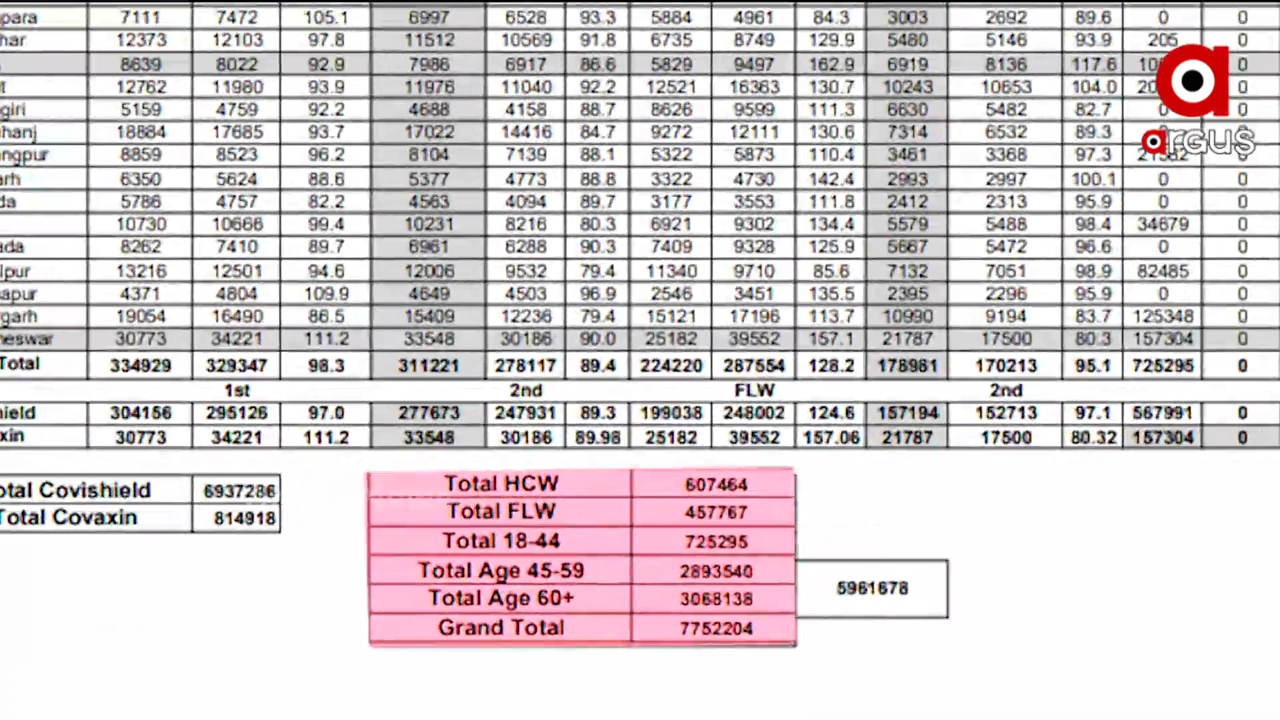 para 7111 7472 105.1 6997 6528 93.3 5884 4961 84.3 3003 2692 89.6 0 0
har 12373 12103 97.8 11512 10569 91.8 6735 8749 129.9 5480 5146 93.9 205 0
8639 8022 92.9 7986 6917 86.6 5829 9497 162.9 6919 8136 117.6 0
t 12762 11980 93.9 11976 11040 92.2 12521 16363 130.7 10243 10653 104.0
giri 5159 4759 92.2 4688 4158 88.7 8626 9599 111.3 6630 5482 82.7 0
hanj 18884 17685 93.7 17022 14416 84.7 9272 12111 130.6 7314 6532 89.3
ngpur 8859 8523 96.2 8104 7139 88.1 5322 5873 110.4 3461 3368 97.3
arh 6350 5624 88.6 5377 4773 88.8 3322 4730 142.4 2993 2997 100.1 0 0
da 5786 4757 82.2 4563 4094 89.7 3177 3553 111.8 2412 2313 95.9 0 0
10730 10666 99.4 10231 8216 80.3 6921 9302 134.4 5579 5488 98.4 34679 0
ada 8262 7410 89.7 6961 6288 90.3 7409 9328 125.9 5667 5472 96.6 0 0
lpur 13216 12501 94.6 12006 9532 79.4 11340 9710 85.6 7132 7051 98.9 82485 0
apur 4371 4804 109.9 4649 4503 96.9 2546 3451 135.5 2395 2296 95.9 0 0
garh 19054 16490 86.5 15409 12236 79.4 15121 17196 113.7 10990 9194 83.7 125348 0
neswar 30773 34221 111.2 33548 30186 90.0 25182 39552 157.1 21787 17500 80.3 157304 0
Total 334929 329347 98.3 311221 278117 89.4 224220 287554 128.2 178981 170213 95.1 725295 0
1st 2nd FLW 2nd
hield 304156 295126 97.0 277673 247931 89.3 199038 248002 124.6 157194 152713 97.1 567991 0
xin 30773 34221 111.2 33548 30186 89.98 25182 39552 157.06 21787 17500 80.32 157304 0
otal Covishield 6937286
Total Covaxin 814918
Total HCW 607464
Total FLW 457767
Total 18-44 725295
Total Age 45-59 2893540
Total Age 60+ 3068138
Grand Total 7752204
5961678
argus